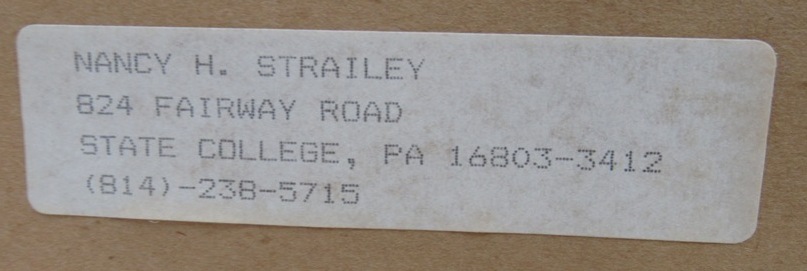 NANCY H. STRAILEY
824 FAIRWAY ROAD
STATE COLLEGE, PA 16803-3412
(814)-238-5715